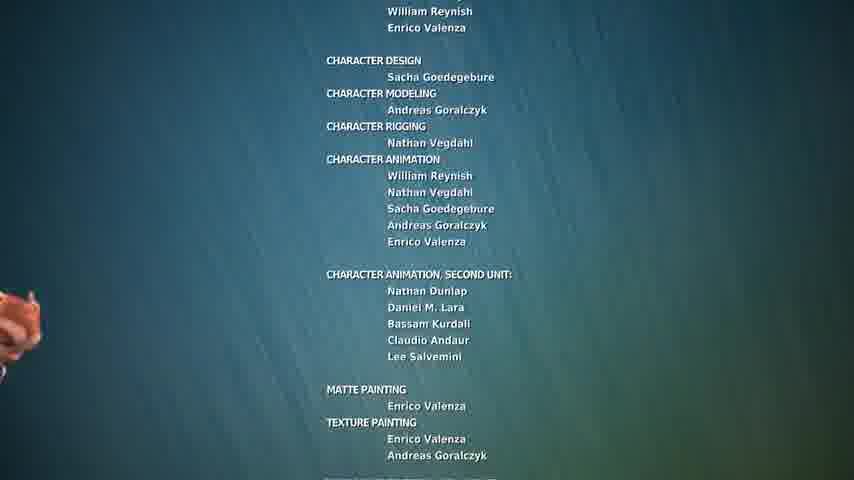 William Reynish
Enrico Valenza
CHARACTER DESIGN
Sacha Goedegebure
CHARACTER MODELING
Andreas Goralczyk
CHARACTER RIGGING
Nathan Vegdahl
CHARACTER ANIMATION
William Reynish
Nathan Vegdahl
Sacha Goedegebure
Andreas Goralczyk
Enrico Valenza
CHARACTER ANIMATION, SECOND UNIT:
Nathan Dunlap
Daniel M. Lara
Bassam Kurdali
Claudio Andaur
Lee Salvemini
MATTE PAINTING
Enrico Valenza
TEXTURE PAINTING
Enrico Valenza
Andreas Goralczyk